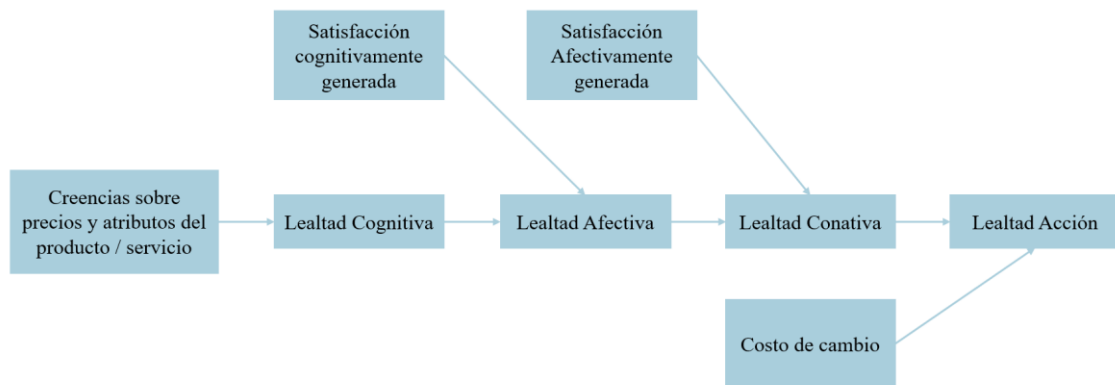 Satisfacción
cognitivamente
generada
Satisfacción
Afectivamente
generada
Creencias sobre
precios y atributos del
producto / servicio
Lealtad Cognitiva
Lealtad Afectiva
Lealtad Conativa
Lealtad Acción
Costo de cambio